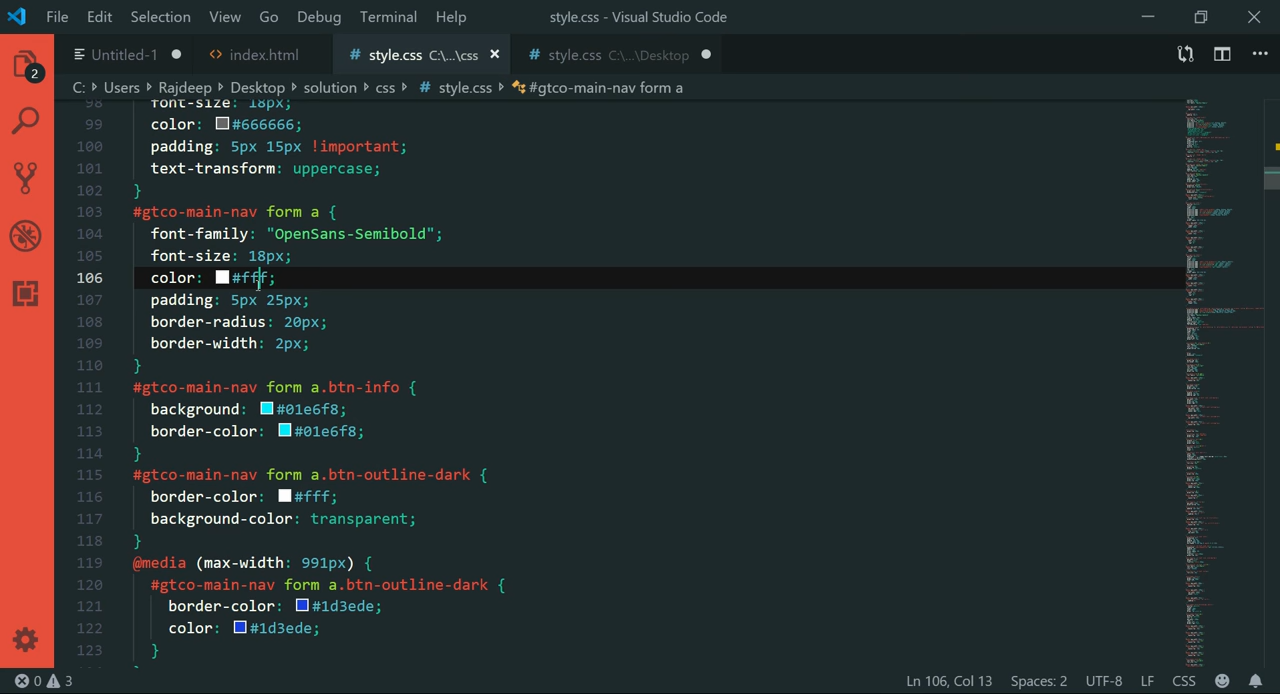 File Edit Selection View Go Debug Terminal Help style.css - Visual Studio Code
Untitled-1 index.html # style.css C:\...\css # style.css C:\...\Desktop
C: Users Rajdeep Desktop solution css # style.css #gtco-main-nav form a
2
98 font-size: 18px;
99 color: #666666;
100 padding: 5px 15px !important;
101 text-transform: uppercase;
102 }
103 #gtco-main-nav form a {
104 font-family: "OpenSans-Semibold";
105 font-size: 18px;
106 color: #fff;
107 padding: 5px 25px;
108 border-radius: 20px;
109 border-width: 2px;
110 }
111 #gtco-main-nav form a.btn-info {
112 background: #01e6f8;
113 border-color: #01e6f8;
114 }
115 #gtco-main-nav form a.btn-outline-dark {
116 border-color: #fff;
117 background-color: transparent;
118 }
119 @media (max-width: 991px) {
120 #gtco-main-nav form a.btn-outline-dark {
121 border-color: #1d3ede;
122 color: #1d3ede;
123 }
0 3 Ln 106, Col 13 Spaces: 2 UTF-8 LF CSS